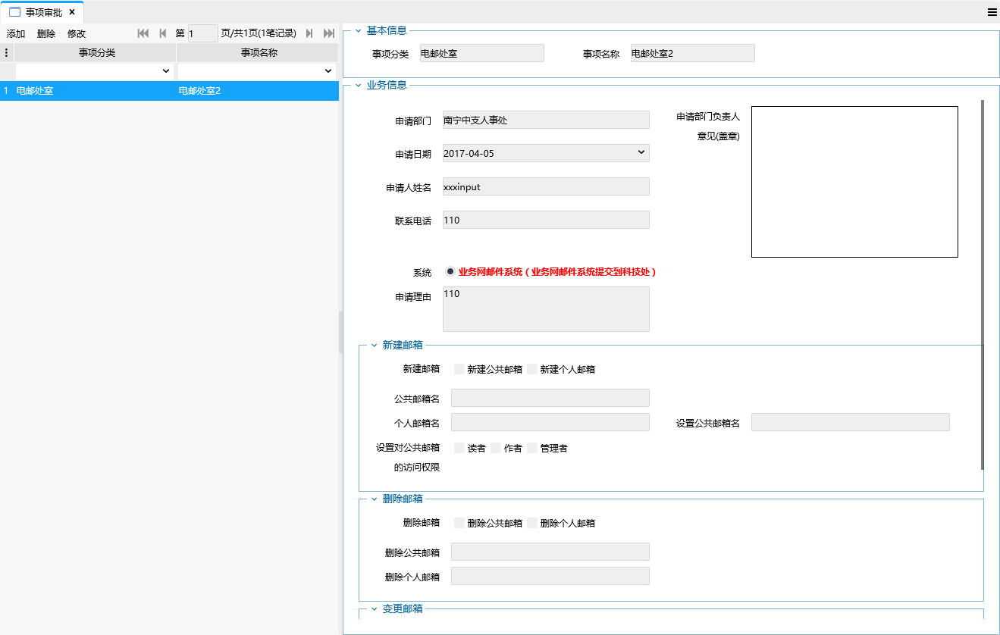 事项审批
添加 删除 修改 第 1 页/共1页(1笔记录)
事项分类 事项名称
1 电邮处室 电邮处室2
基本信息
事项分类 电邮处室 事项名称 电邮处室2
业务信息
申请部门 南宁中支人事处
申请日期 2017-04-05
申请人姓名 xxxinput
联系电话 110
申请部门负责人
意见(盖章)
系统 业务网邮件系统（业务网邮件系统提交到科技处）
申请理由 110
新建邮箱
新建邮箱 新建公共邮箱 新建个人邮箱
公共邮箱名
个人邮箱名 设置公共邮箱名
设置对公共邮箱 读者 作者 管理者
的访问权限
删除邮箱
删除邮箱 删除公共邮箱 删除个人邮箱
删除公共邮箱
删除个人邮箱
变更邮箱